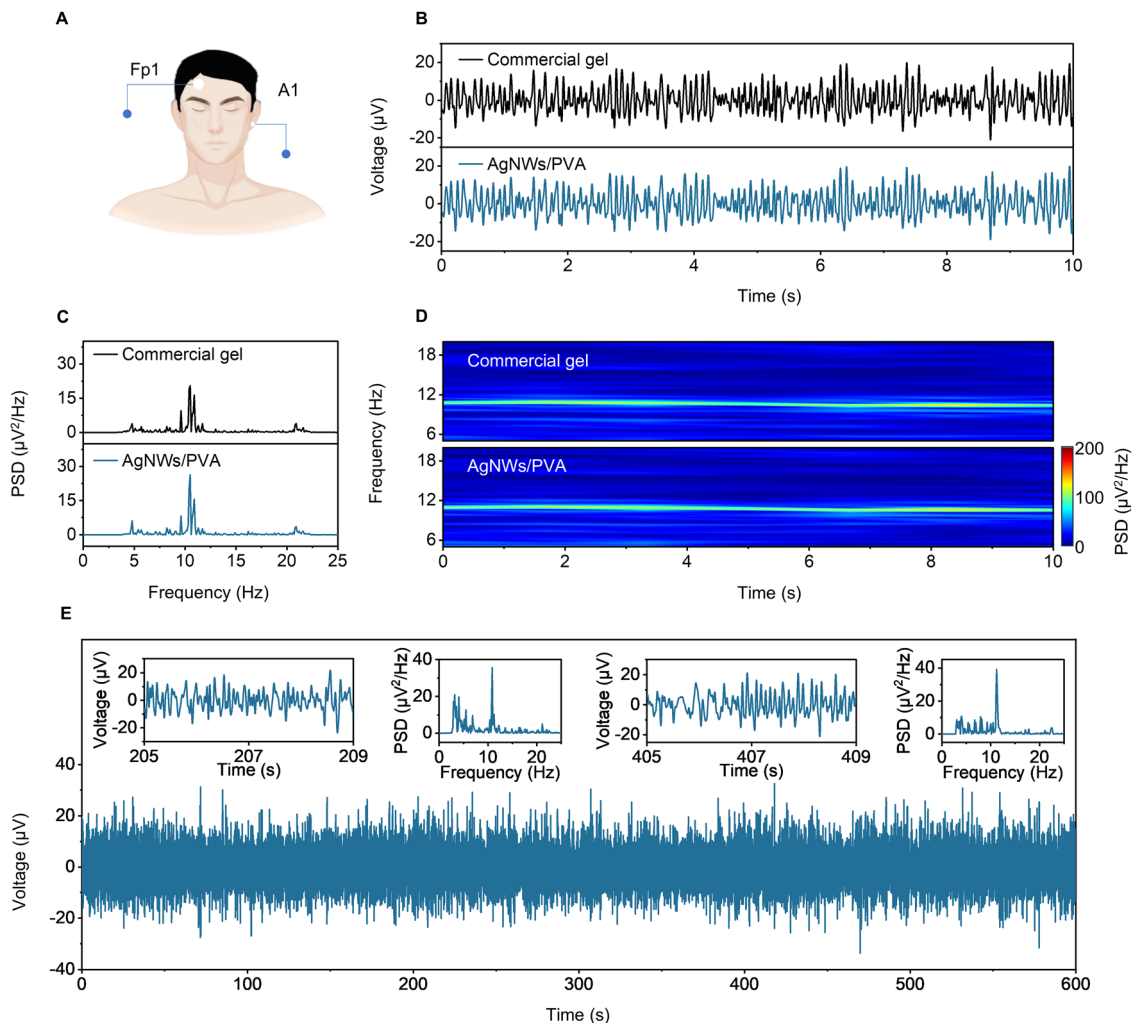 A
Fp1
A1
B
Commercial gel
AgNWs/PVA
Voltage (µV)
20
0
-20
20
0
-20
0 2 4 6 8 10
Time (s)
C
Commercial gel
AgNWs/PVA
PSD (µV²/Hz)
30
15
0
30
15
0
0 5 10 15 20 25
Frequency (Hz)
D
Commercial gel
AgNWs/PVA
Frequency (Hz)
18
12
6
18
12
6
0 2 4 6 8 10
Time (s)
200
100
0
PSD (µV²/Hz)
E
Voltage (µV)
20
0
-20
205 207 209
Time (s)
PSD (µV²/Hz)
40
20
0
0 10 20
Frequency (Hz)
Voltage (µV)
20
0
-20
405 407 409
Time (s)
PSD (µV²/Hz)
40
20
0
0 10 20
Frequency (Hz)
Voltage (µV)
40
20
0
-20
-40
0 100 200 300 400 500 600
Time (s)